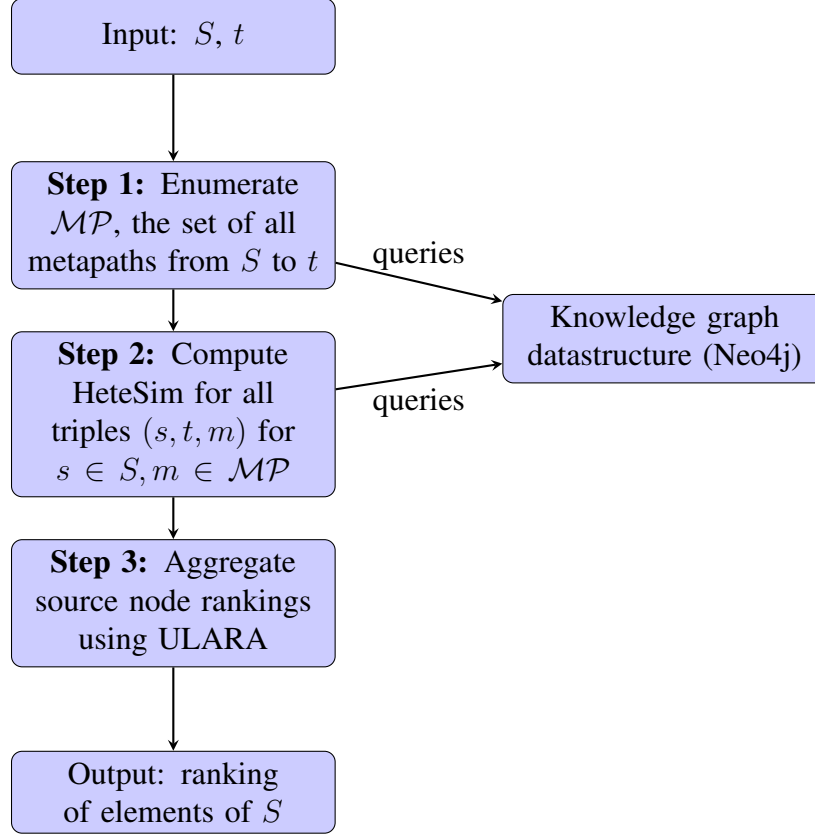 Input: S, t
Step 1: Enumerate
ℳ𝒫, the set of all
metapaths from S to t
queries
Knowledge graph
datastructure (Neo4j)
Step 2: Compute
HeteSim for all
triples (s, t, m) for
s ∈ S, m ∈ ℳ𝒫
queries
Step 3: Aggregate
source node rankings
using ULARA
Output: ranking
of elements of S